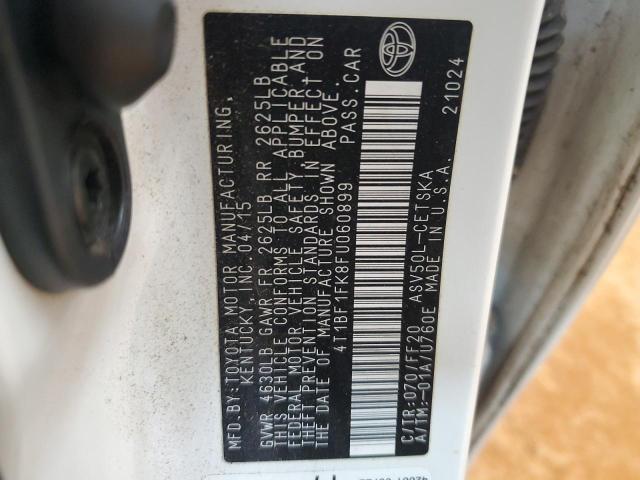 MFD.BY:TOYOTA MOTOR MANUFACTURING,
KENTUCKY, INC. 04/15
GVWR 4630LB GAWR FR 2625LB RR 2625LB
THIS VEHICLE CONFORMS TO ALL APPLICABLE
FEDERAL MOTOR VEHICLE SAFETY, BUMPER,AND
THEFT PREVENTION STANDARDS IN EFFECT ON
THE DATE OF MANUFACTURE SHOWN ABOVE.
4T1BF1FK8FU060899 PASS.CAR
C/TR:070/FF20 ASV50L-CETSKA
A/TM:-01A/U760E MADE IN U.S.A.
21024